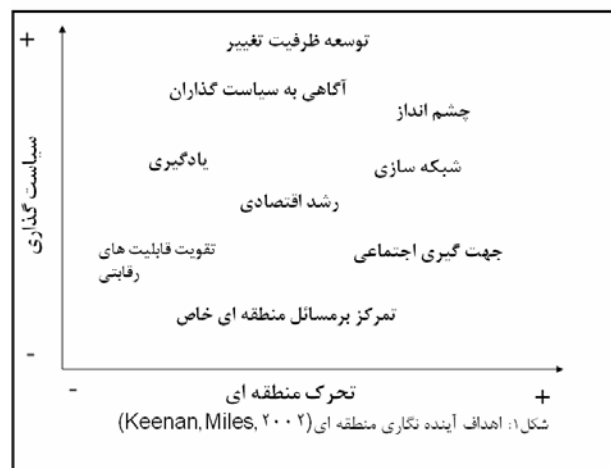 +
توسعه ظرفیت تغییر
آگاهی به سیاست گذاران
چشم انداز
یادگیری
شبکه سازی
رشد اقتصادی
سیاست گذاری
تقویت قابلیت های
رقابتی
جهت گیری اجتماعی
تمرکز برمسائل منطقه ای خاص
-
-
تحرک منطقه ای
+
شکل۱: اهداف آینده نگاری منطقه ای(Keenan,Miles,۲۰۰۲)